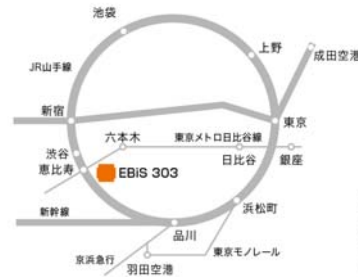 池袋
上野
成田空港
JR山手線
新宿
東京
六本木
東京メトロ日比谷線
渋谷
日比谷
銀座
恵比寿
EBiS 303
浜松町
新幹線
品川
京浜急行
東京モノレール
羽田空港